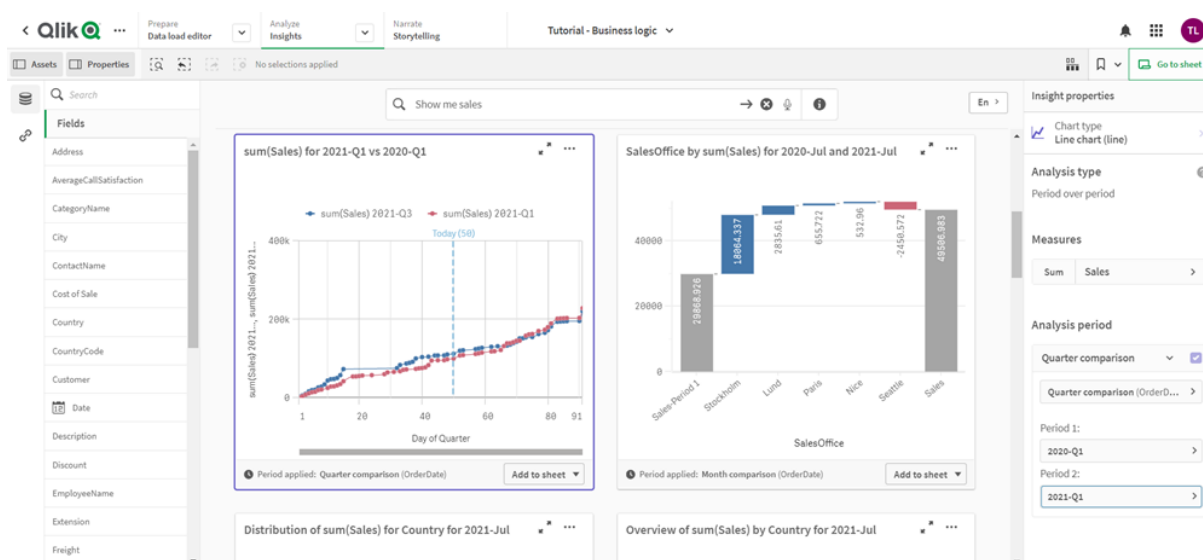 Qlik
Prepare
Data load editor
Analyze
Insights
Narrate
Storytelling
Tutorial - Business logic
TL
Assets
Properties
No selections applied
Go to sheet
Search
Fields
Address
AverageCallSatisfaction
CategoryName
City
ContactName
Cost of Sale
Country
CountryCode
Customer
Date
Description
Discount
EmployeeName
Extension
Freight
Show me sales
En
sum(Sales) for 2021-Q1 vs 2020-Q1
sum(Sales) 2021-Q3
sum(Sales) 2021-Q1
Today (50)
sum(Sales) 2021..., sum(Sales) 2021...
400k
200k
0
1
20
40
60
80
91
Day of Quarter
Period applied: Quarter comparison (OrderDate)
Add to sheet
SalesOffice by sum(Sales) for 2020-Jul and 2021-Jul
40000
20000
0
29868.926
18064.337
2835.61
655.722
532.96
-2450.572
49506.983
Sales-Period 1
Stockholm
Lund
Paris
Nice
Seattle
Sales
SalesOffice
Period applied: Month comparison (OrderDate)
Add to sheet
Distribution of sum(Sales) for Country for 2021-Jul
Overview of sum(Sales) by Country for 2021-Jul
Insight properties
Chart type
Line chart (line)
Analysis type
Period over period
Measures
Sum
Sales
Analysis period
Quarter comparison
Quarter comparison (OrderD...
Period 1:
2020-Q1
Period 2:
2021-Q1